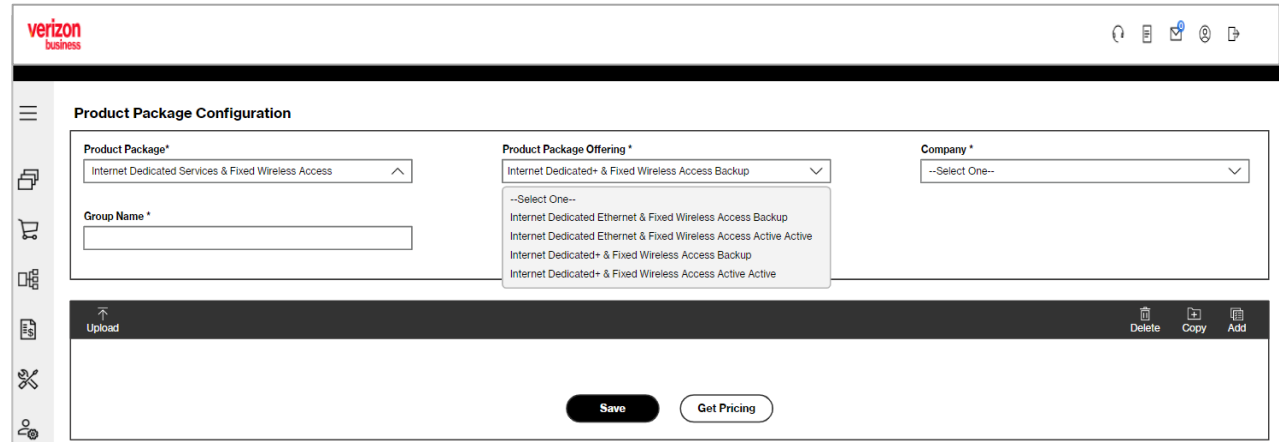 verizon
business
0
Product Package Configuration
Product Package*
Product Package Offering *
Company *
Internet Dedicated Services & Fixed Wireless Access
Internet Dedicated+ & Fixed Wireless Access Backup
--Select One--
--Select One--
Internet Dedicated Ethernet & Fixed Wireless Access Backup
Internet Dedicated Ethernet & Fixed Wireless Access Active Active
Internet Dedicated+ & Fixed Wireless Access Backup
Internet Dedicated+ & Fixed Wireless Access Active Active
Group Name *
Upload
Delete
Copy
Add
Save
Get Pricing